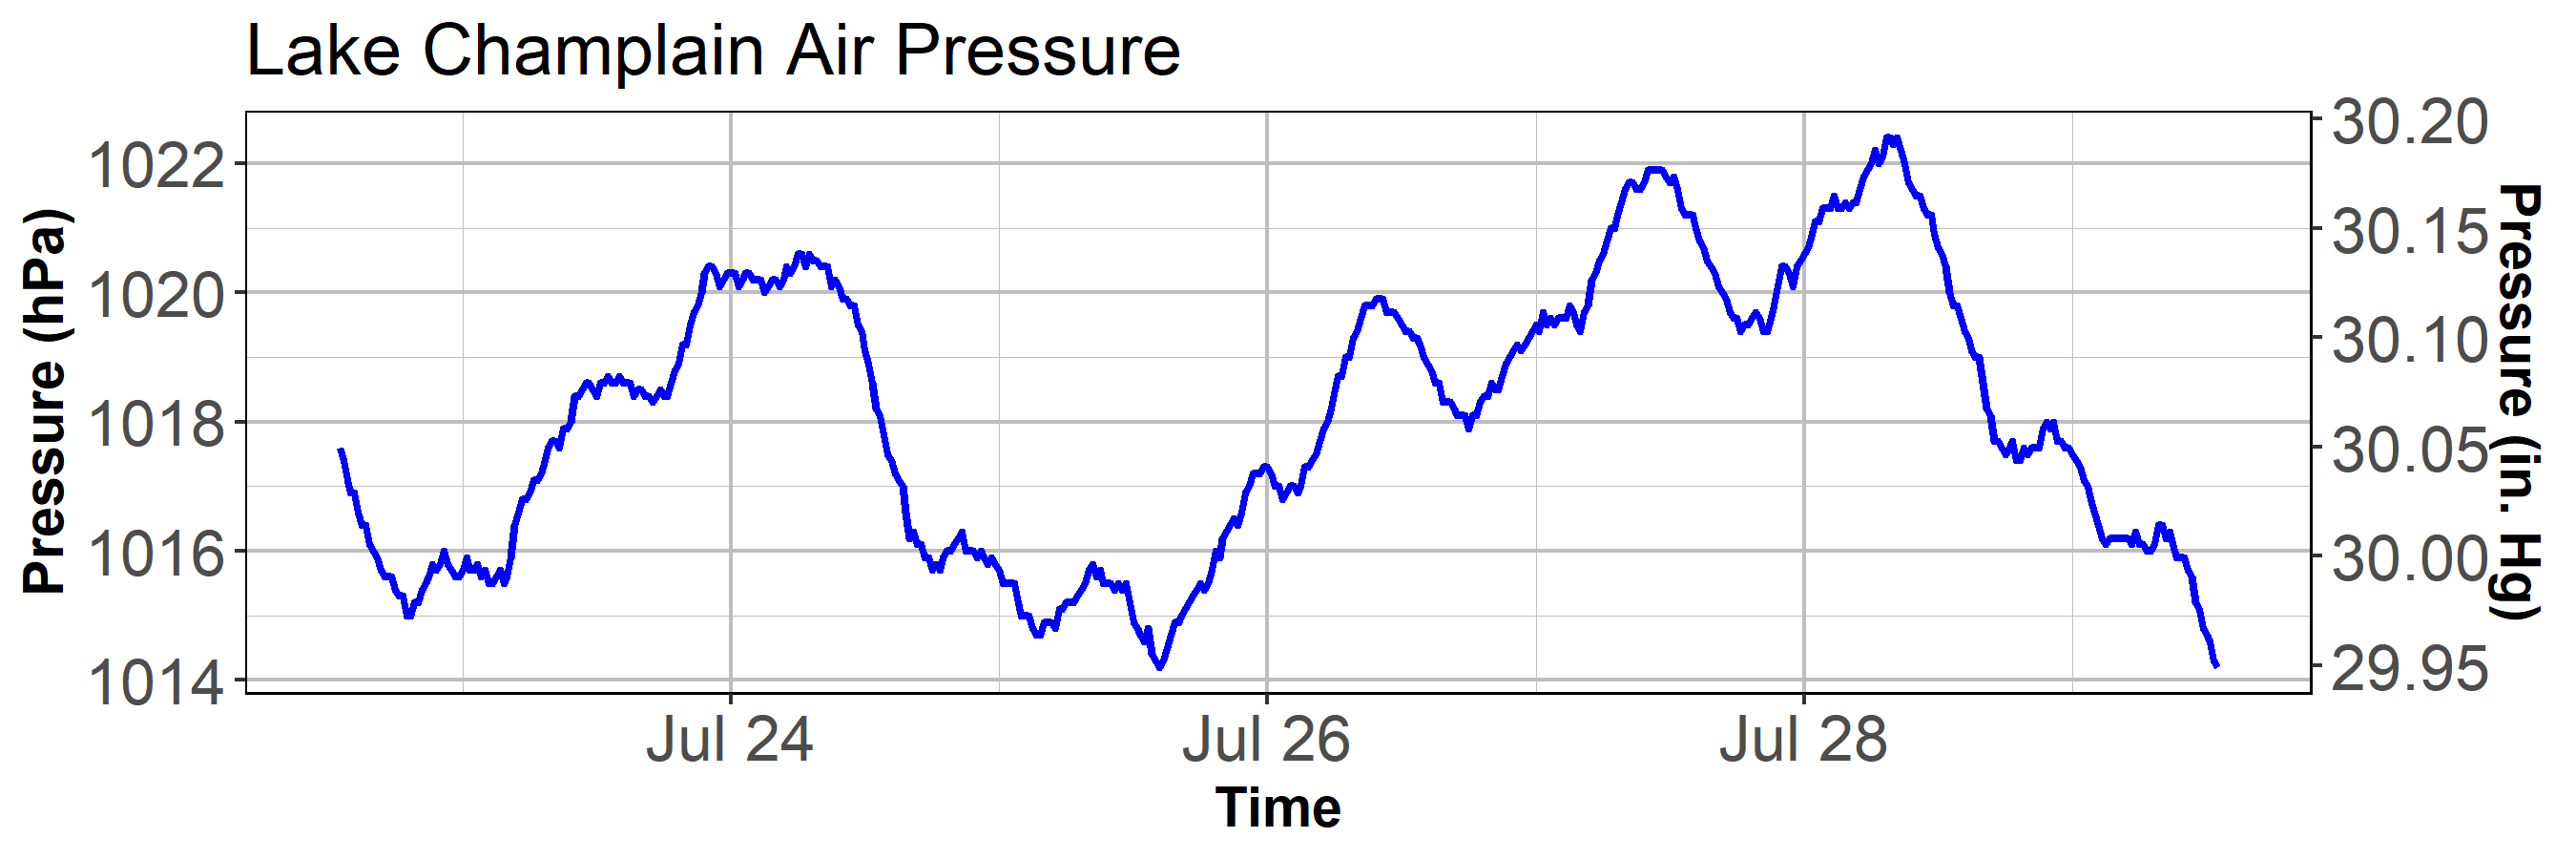 Lake Champlain Air Pressure
Pressure (hPa)
1022
1020
1018
1016
1014
30.20
30.15
30.10
30.05
30.00
29.95
Pressure (in. Hg)
Jul 24 Jul 26 Jul 28
Time